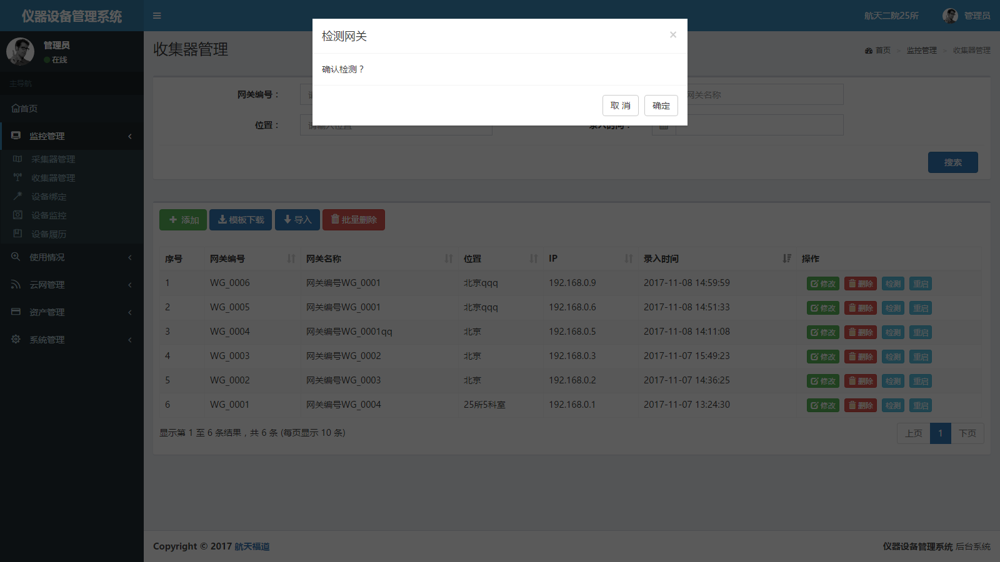 仪器设备管理系统
航天二院25所 管理员
管理员
在线
主导航
首页
监控管理
采集器管理
收集器管理
设备绑定
设备监控
设备履历
使用情况
云网管理
资产管理
系统管理
收集器管理
首页 > 监控管理 > 收集器管理
检测网关 ×
确认检测？
取 消 确定
网关编号： 网关名称
位置： 请输入位置 录入时间：
搜索
添加 模板下载 导入 批量删除
序号 网关编号 网关名称 位置 IP 录入时间 操作
1 WG_0006 网关编号WG_0001 北京qqq 192.168.0.9 2017-11-08 14:59:59 修改 删除 检测 重启
2 WG_0005 网关编号WG_0001 北京qqq 192.168.0.6 2017-11-08 14:51:33 修改 删除 检测 重启
3 WG_0004 网关编号WG_0001qq 北京 192.168.0.5 2017-11-08 14:11:08 修改 删除 检测 重启
4 WG_0003 网关编号WG_0002 北京 192.168.0.3 2017-11-07 15:49:23 修改 删除 检测 重启
5 WG_0002 网关编号WG_0003 北京 192.168.0.2 2017-11-07 14:36:25 修改 删除 检测 重启
6 WG_0001 网关编号WG_0004 25所5科室 192.168.0.1 2017-11-07 13:24:30 修改 删除 检测 重启
显示第 1 至 6 条结果，共 6 条 (每页显示 10 条)
上页 1 下页
Copyright © 2017 航天福道
仪器设备管理系统 后台系统